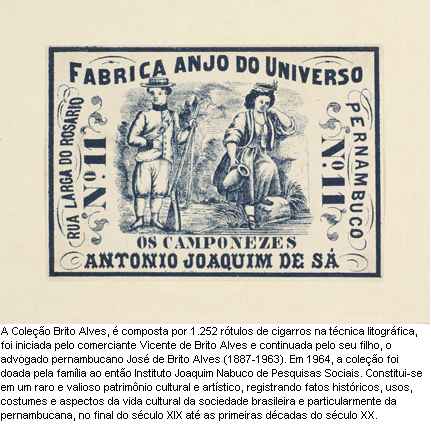 FABRICA ANJO DO UNIVERSO
RUA LARGA DO ROSARIO
Nº 11
PERNAMBUCO
Nº 11
OS CAMPONEZES
ANTONIO JOAQUIM DE SÁ
A Coleção Brito Alves, é composta por 1.252 rótulos de cigarros na técnica litográfica,
foi iniciada pelo comerciante Vicente de Brito Alves e continuada pelo seu filho, o
advogado pernambucano José de Brito Alves (1887-1963). Em 1964, a coleção foi
doada pela família ao então Instituto Joaquim Nabuco de Pesquisas Sociais. Constitui-se
em um raro e valioso patrimônio cultural e artístico, registrando fatos históricos, usos,
costumes e aspectos da vida cultural da sociedade brasileira e particularmente da
pernambucana, no final do século XIX até as primeiras décadas do século XX.